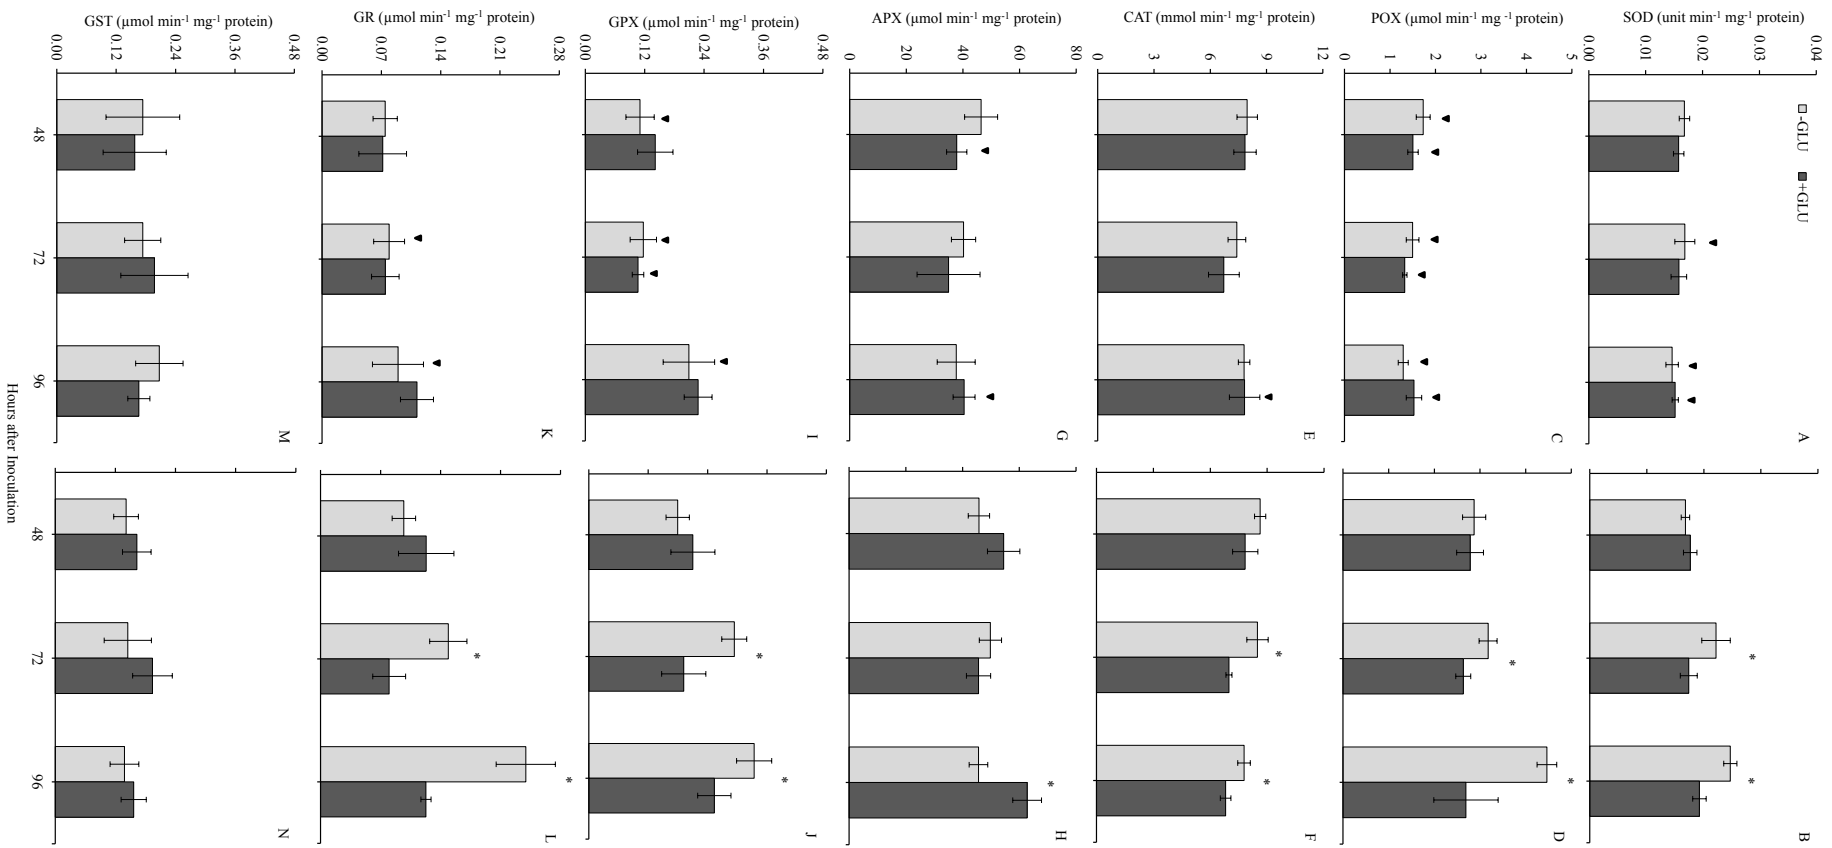 SOD (unit min-1 mg-1 protein)
0.04
0.03
0.02
0.01
0.00
-GLU
+GLU
A
B
*
*
POX (µmol min-1 mg -1 protein)
5
4
3
2
1
0
C
D
*
*
CAT (mmol min-1 mg-1 protein)
12
9
6
3
0
E
F
*
*
APX (µmol min-1 mg-1 protein)
80
60
40
20
0
G
H
*
GPX (µmol min-1 mg-1 protein)
0.48
0.36
0.24
0.12
0.00
I
J
*
*
GR (µmol min-1 mg-1 protein)
0.28
0.21
0.14
0.07
0.00
K
L
*
*
GST (µmol min-1 mg-1 protein)
0.48
0.36
0.24
0.12
0.00
M
N
48 72 96 48 72 96
Hours after Inoculation